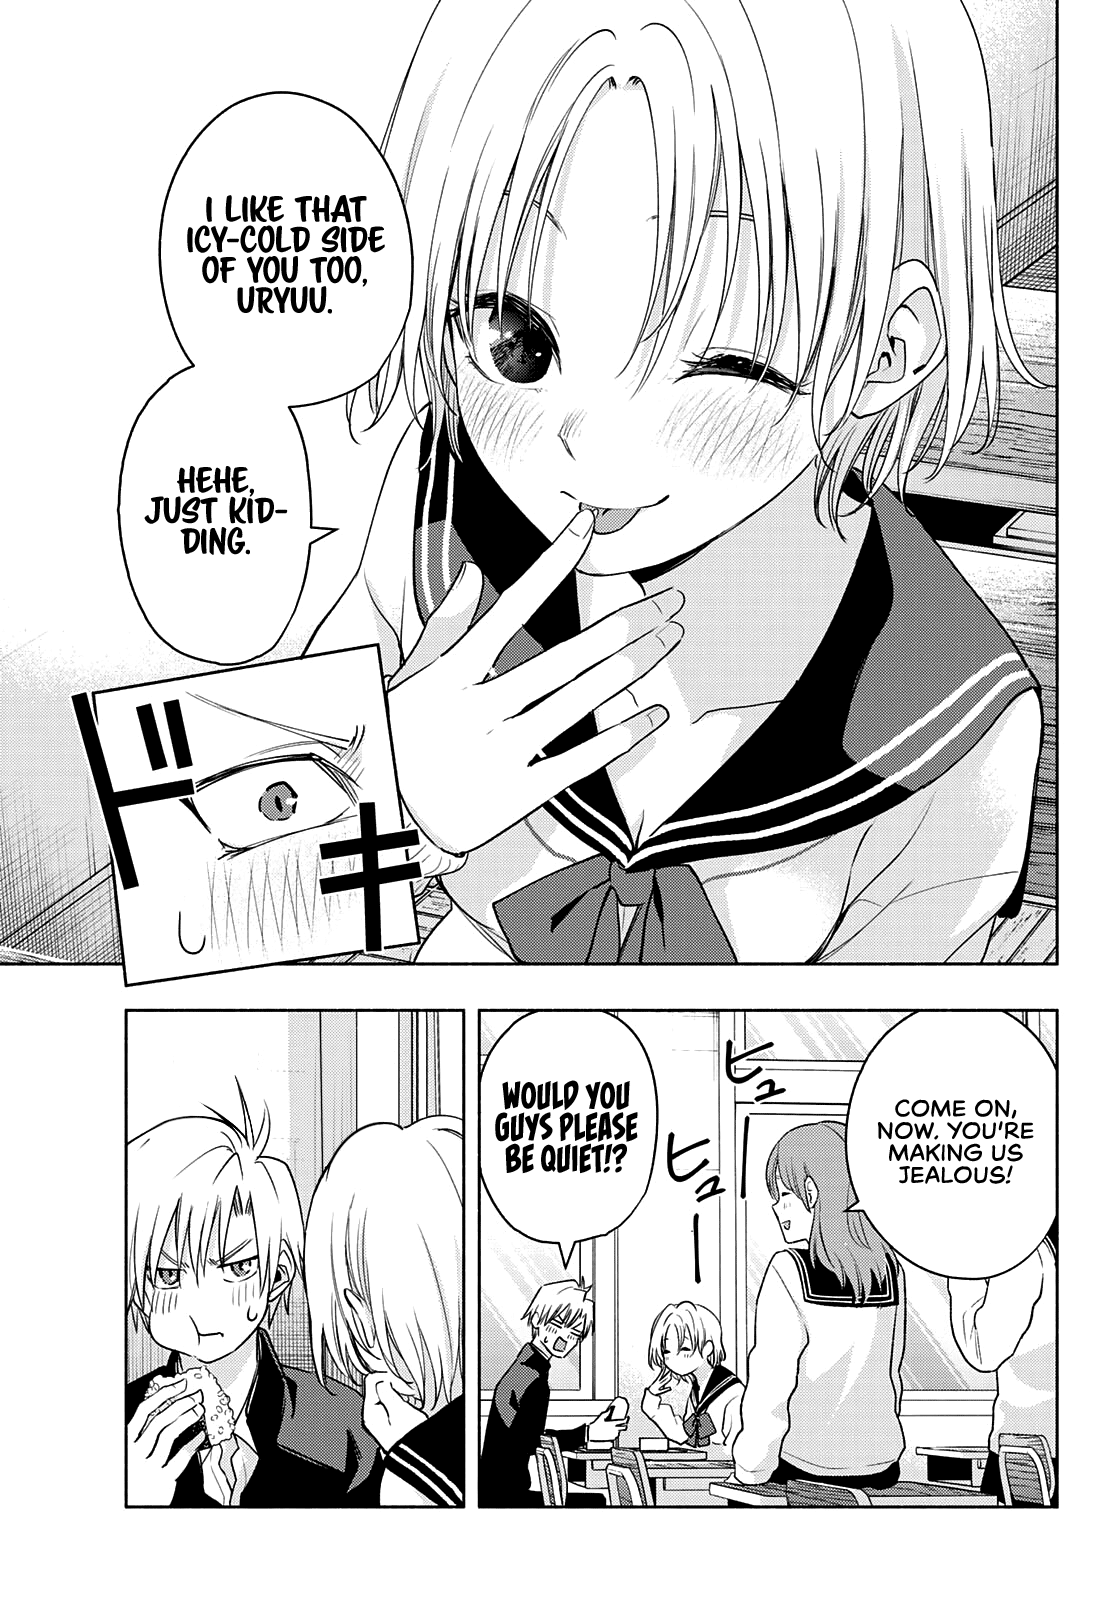 I LIKE THAT
ICY-COLD SIDE
OF YOU TOO,
URYUU.
HEHE,
JUST KID-
DING.
ドキ
COME ON,
NOW. YOU'RE
MAKING US
JEALOUS!
ヒュー
ヒュー
WOULD YOU
GUYS PLEASE
BE QUIET!?